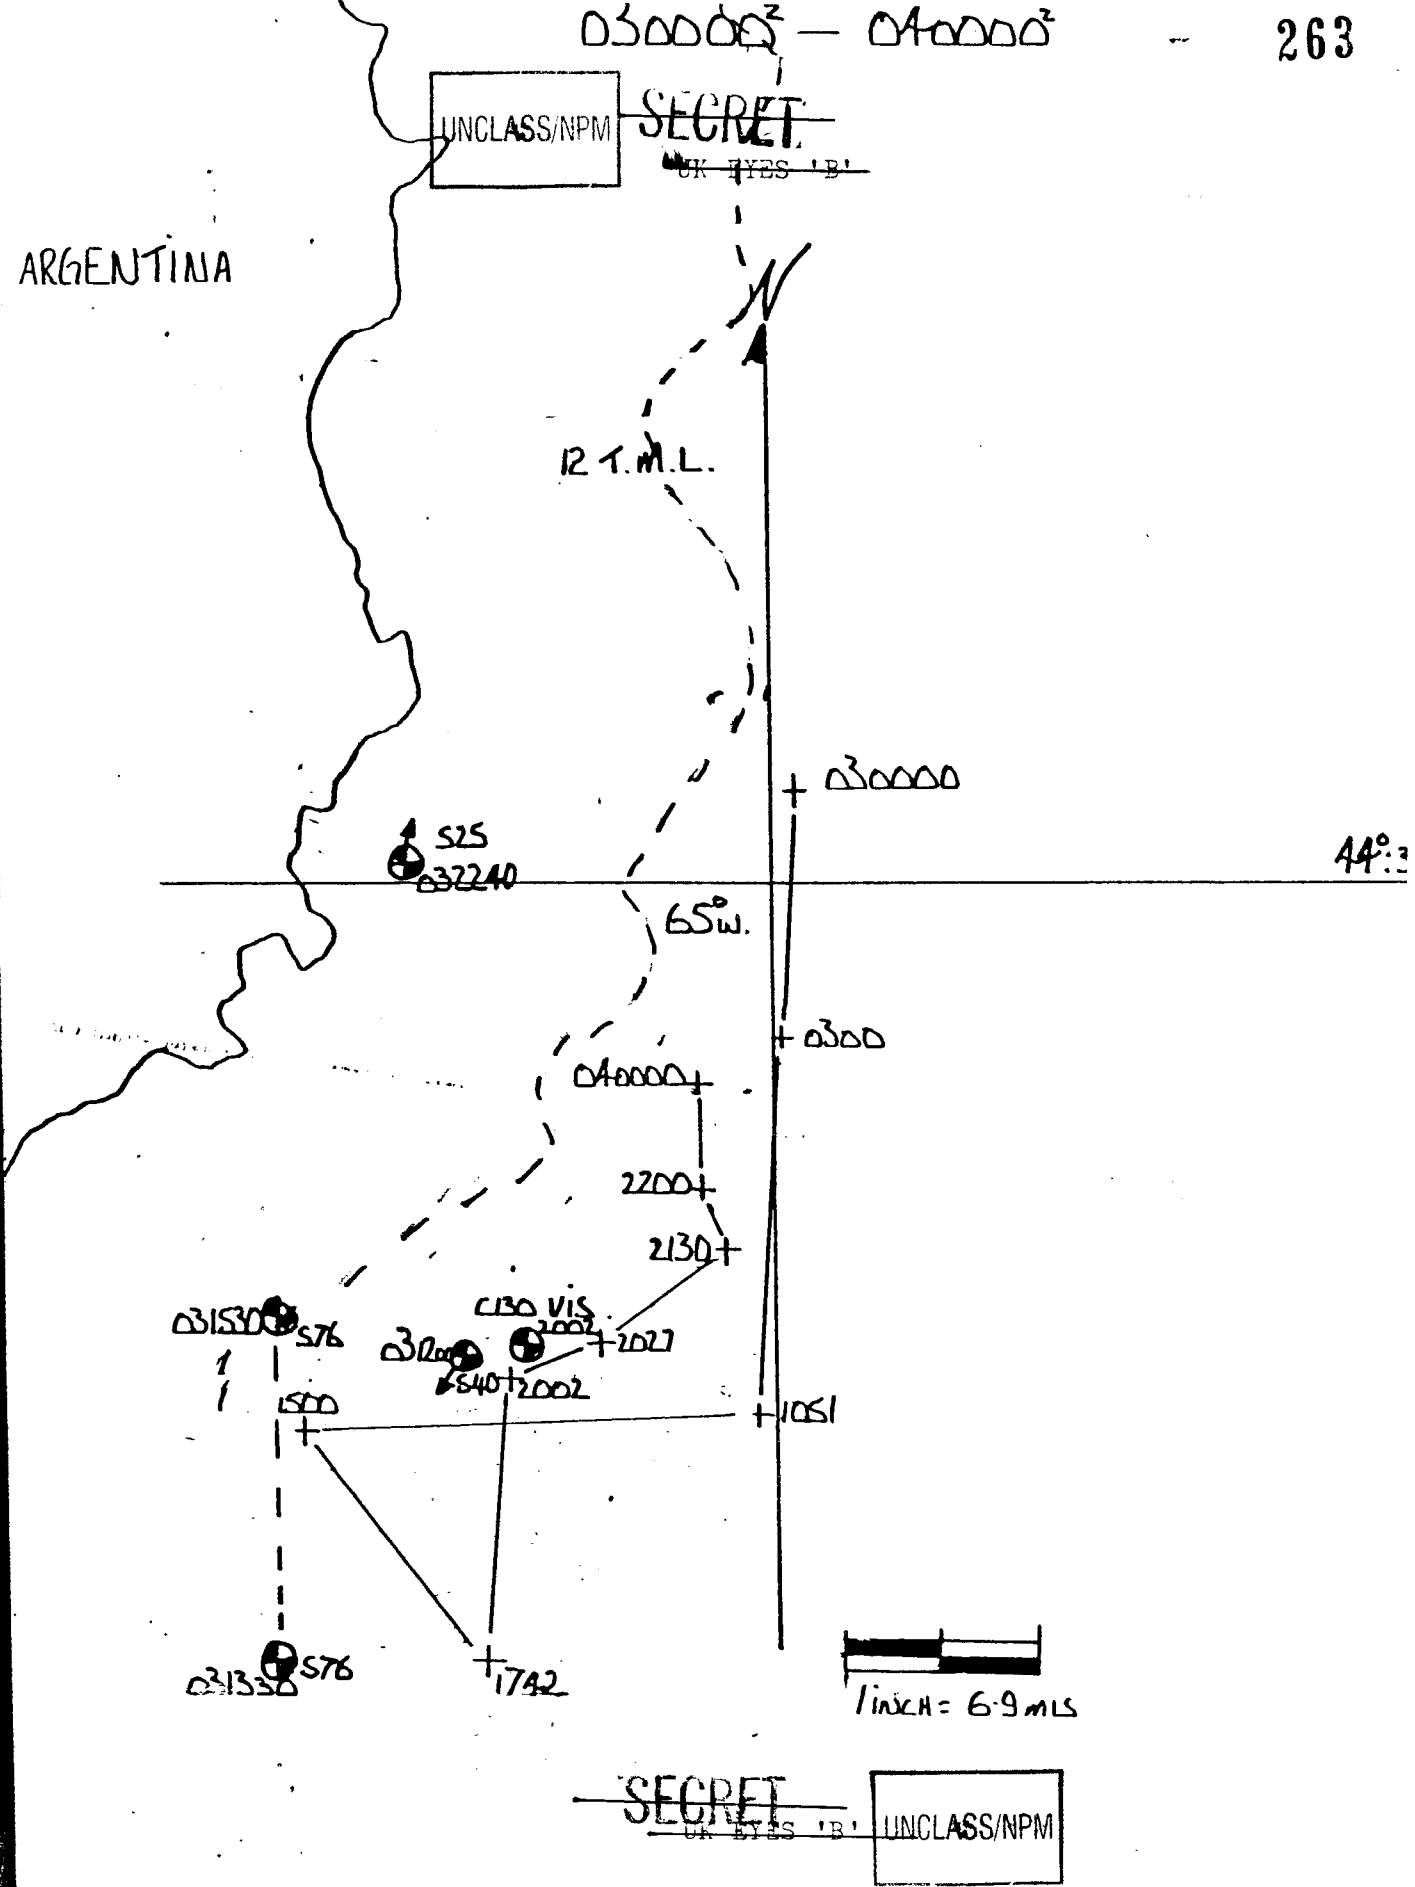 030000Z — 040000Z - 263
UNCLASS/NPM SECRET
UK EYES 'B'
N
ARGENTINA
12 T.M.L.
030000
S25
032240
44°:3
65°W.
0300
040000
2200
2130
031530 S76
C130 VIS
2002
2027
S40 2002
1500
1051
S76
031330
1742
1 INCH = 6.9 MLS
SECRET
UK EYES 'B' UNCLASS/NPM